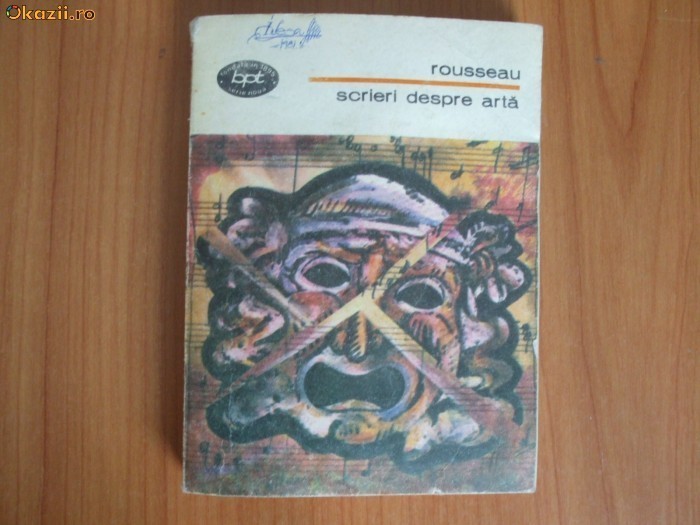 Okazii.ro
rousseau
scrieri despre artă
bpt